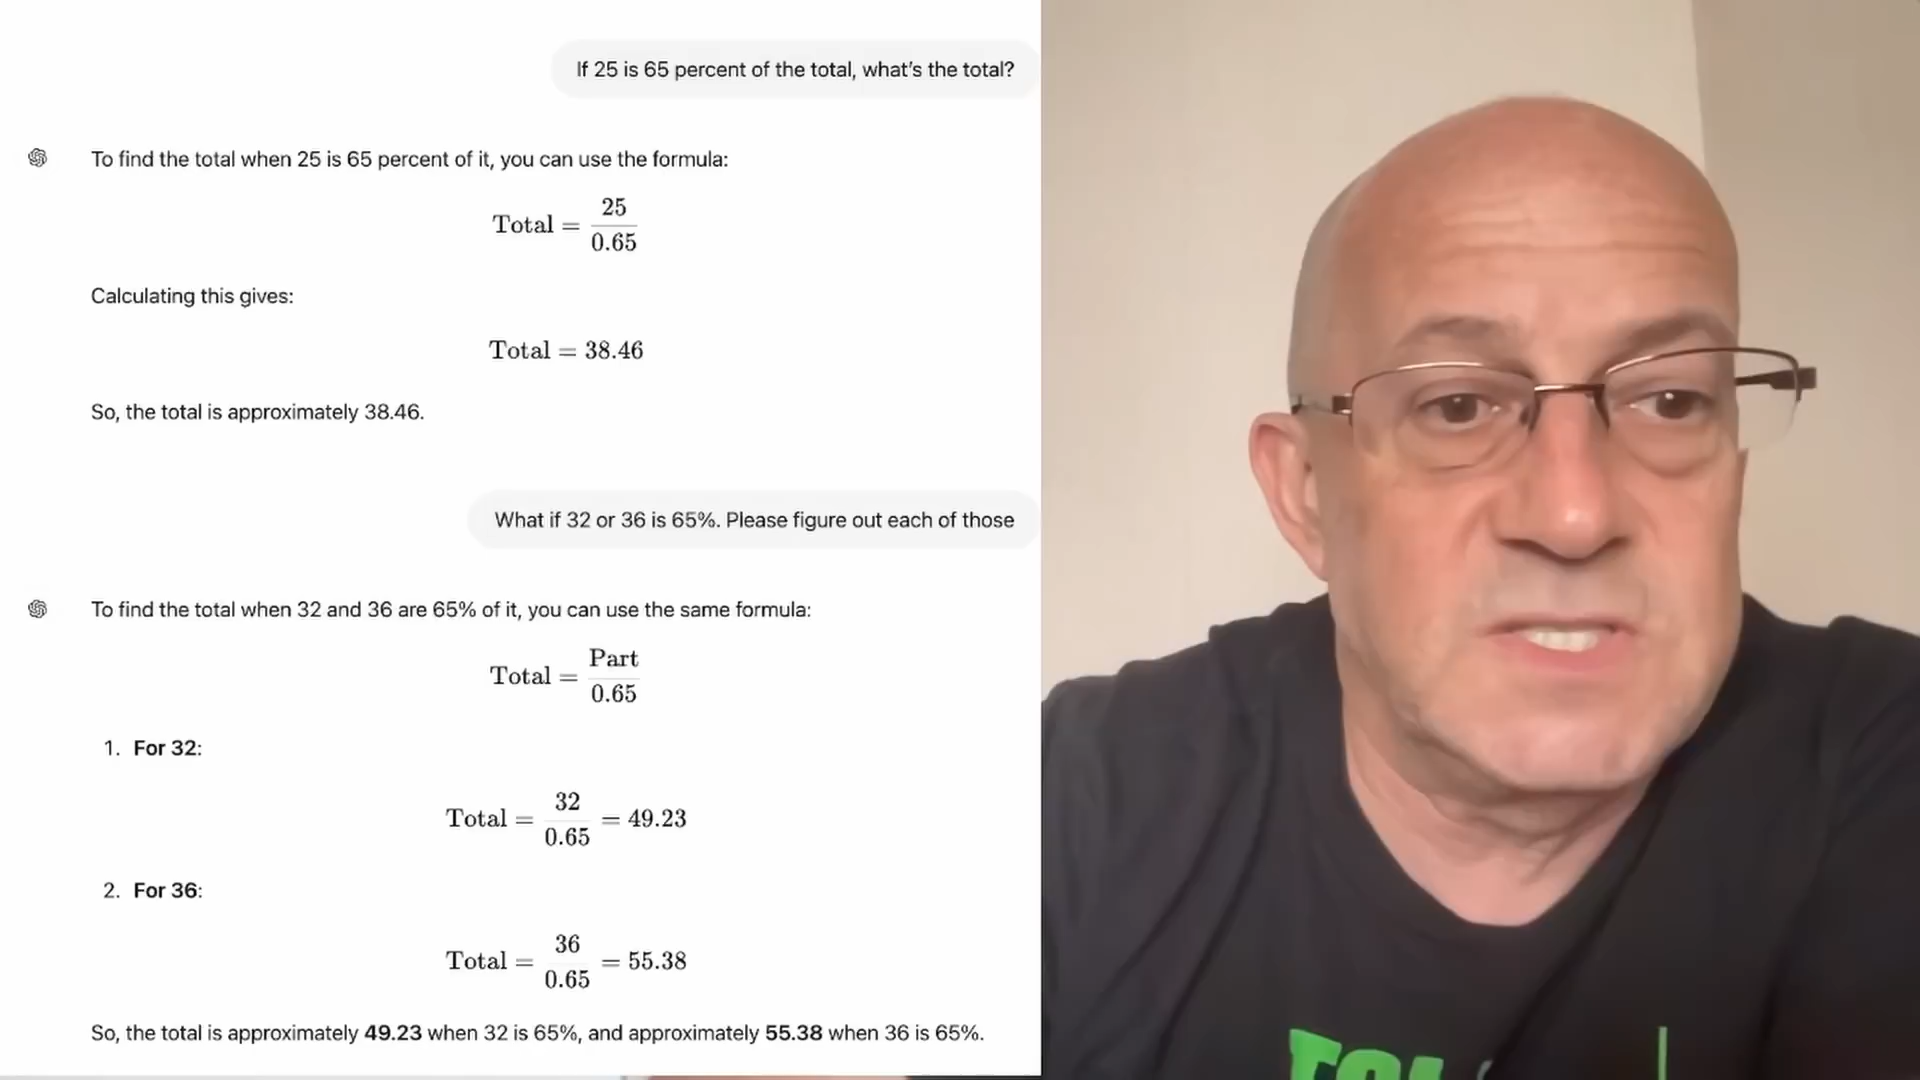 If 25 is 65 percent of the total, what's the total?
To find the total when 25 is 65 percent of it, you can use the formula:
Total = 25/0.65
Calculating this gives:
Total = 38.46
So, the total is approximately 38.46.
What if 32 or 36 is 65%. Please figure out each of those
To find the total when 32 and 36 are 65% of it, you can use the same formula:
Total = Part/0.65
1. For 32:
Total = 32/0.65 = 49.23
2. For 36:
Total = 36/0.65 = 55.38
So, the total is approximately 49.23 when 32 is 65%, and approximately 55.38 when 36 is 65%.